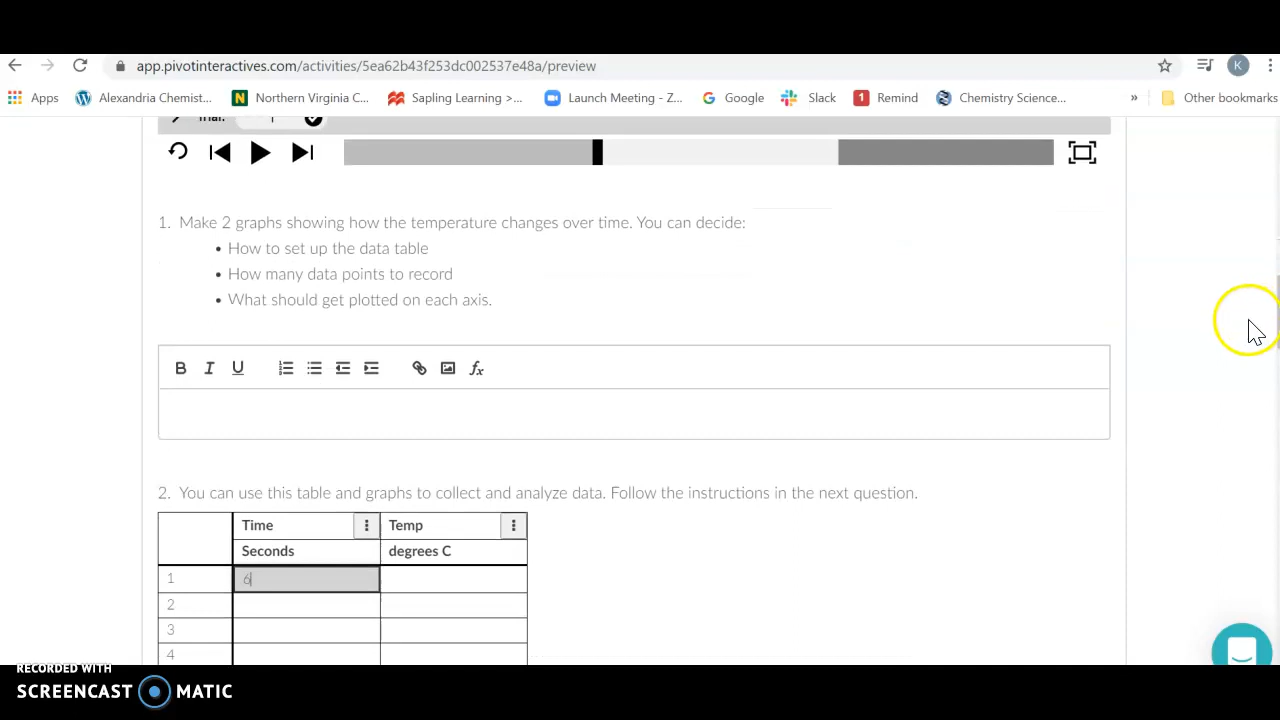 app.pivotinteractives.com/activities/5ea62b43f253dc002537e48a/preview
K
Apps
Alexandria Chemist...
Northern Virginia C...
Sapling Learning >...
Launch Meeting - Z...
Google
Slack
1
Remind
Chemistry Science...
»
Other bookmarks
Trial:
1. Make 2 graphs showing how the temperature changes over time. You can decide:
• How to set up the data table
• How many data points to record
• What should get plotted on each axis.
B I U fx
2. You can use this table and graphs to collect and analyze data. Follow the instructions in the next question.
Time Temp
Seconds degrees C
1 6
2
3
4
RECORDED WITH
SCREENCAST MATIC